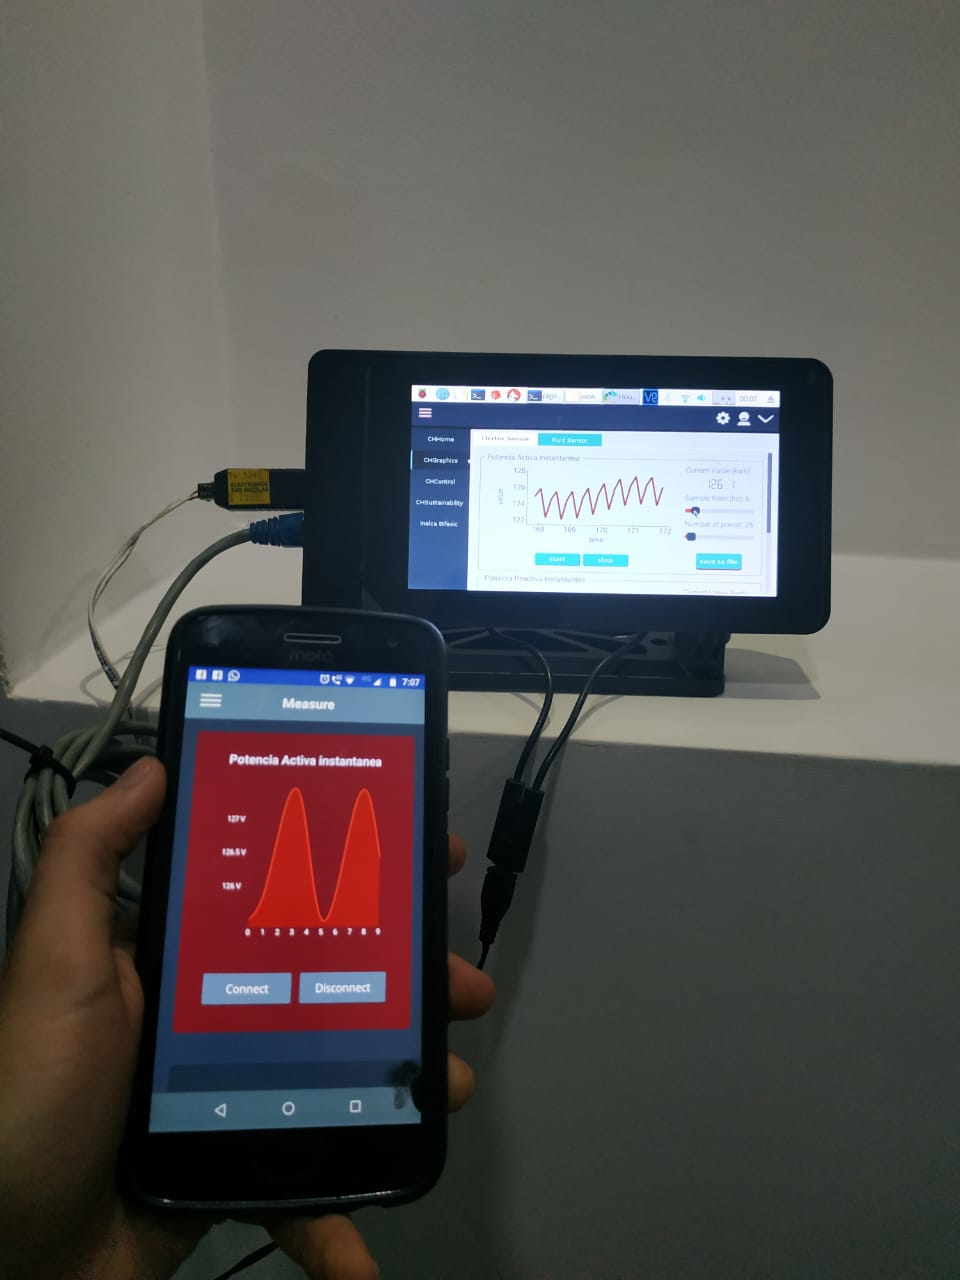 00:07
CHHome
CHGraphics
CHControl
CHSustainability
Electric Sensor
Fluid Sensor
Potencia Activa Instantanea
128
126
124
122
value
168 169 170 171 172
time
Current Value (kwh)
126.1
Sample Rate (hz): 6
Number of points: 25
start
stop
save to file
ELECTRONICA
SAN NICOLAS
moto
7:07
Measure
Potencia Activa instantanea
127 V
126.5 V
126 V
0 1 2 3 4 5 6 7 8 9
Connect
Disconnect